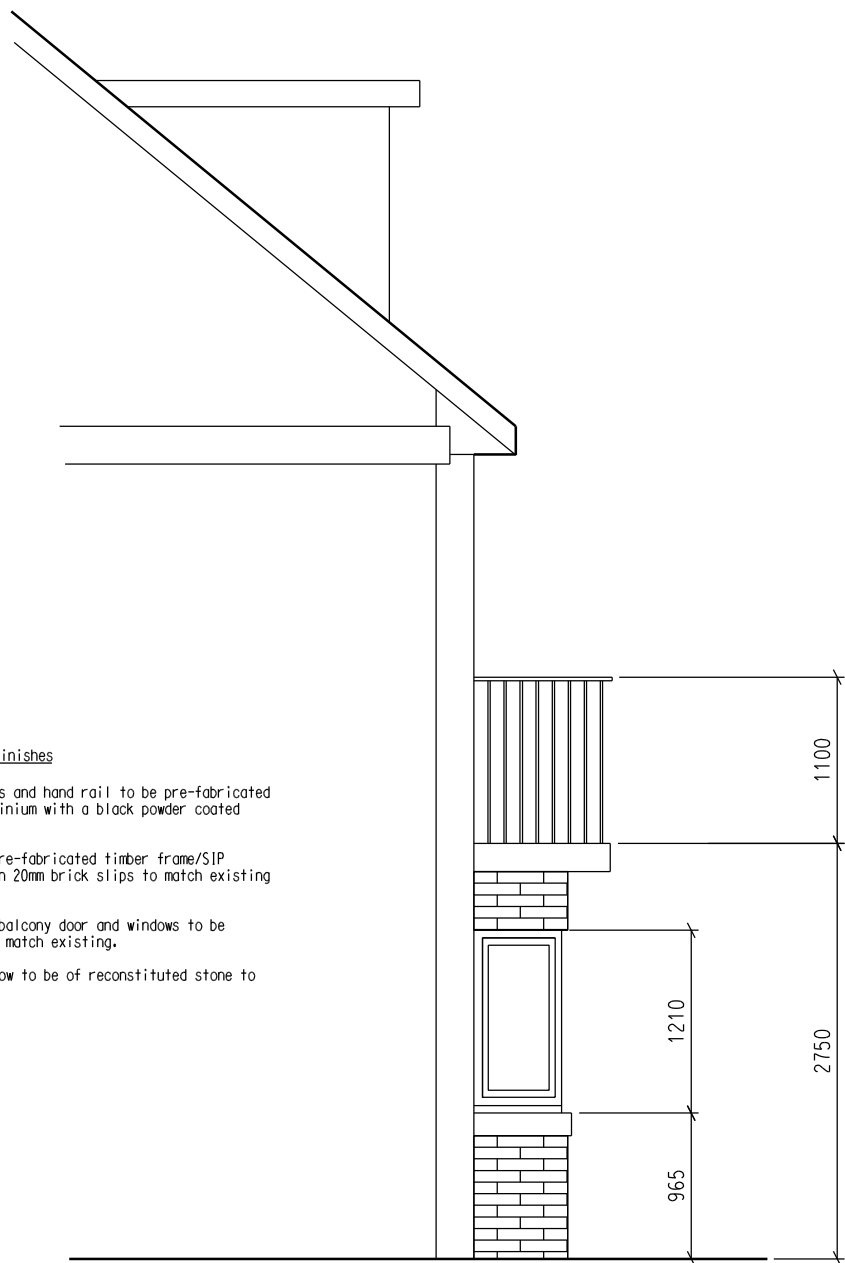 inishes
s and hand rail to be pre-fabricated
inium with a black powder coated
re-fabricated timber frame/SIP
n 20mm brick slips to match existing
balcony door and windows to be
match existing.
ow to be of reconstituted stone to
1100
1210
2750
965